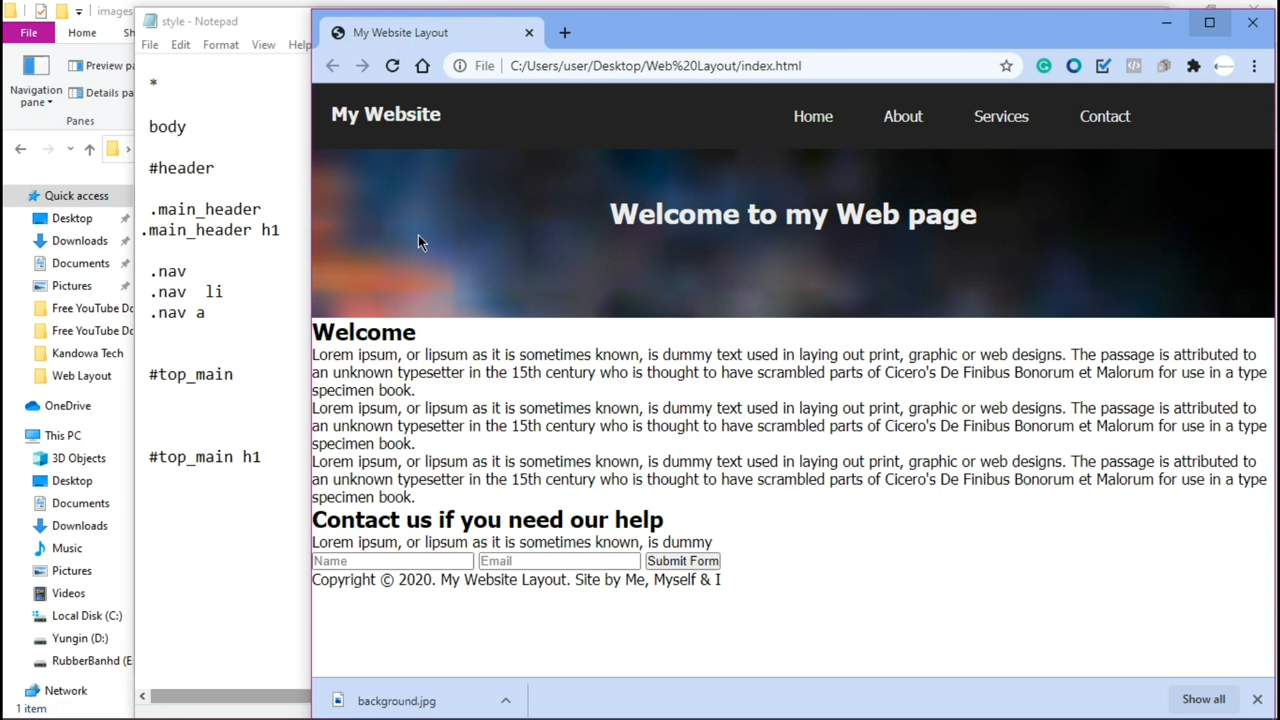 images
File
Home
Sh
Navigation
pane
Preview pa
Details pa
Panes
Quick access
Desktop
Downloads
Documents
Pictures
Free YouTube Do
Free YouTube Do
Kandowa Tech
Web Layout
OneDrive
This PC
3D Objects
Desktop
Documents
Downloads
Music
Pictures
Videos
Local Disk (C:)
Yungin (D:)
RubberBanhd (E
Network
1 item
style - Notepad
File Edit Format View Help
*
body
#header
.main_header
.main_header h1
.nav
.nav li
.nav a
#top_main
#top_main h1
My Website Layout
File
C:/Users/user/Desktop/Web%20Layout/index.html
My Website
Home About Services Contact
Welcome to my Web page
Welcome
Lorem ipsum, or lipsum as it is sometimes known, is dummy text used in laying out print, graphic or web designs. The passage is attributed to
an unknown typesetter in the 15th century who is thought to have scrambled parts of Cicero's De Finibus Bonorum et Malorum for use in a type
specimen book.
Lorem ipsum, or lipsum as it is sometimes known, is dummy text used in laying out print, graphic or web designs. The passage is attributed to
an unknown typesetter in the 15th century who is thought to have scrambled parts of Cicero's De Finibus Bonorum et Malorum for use in a type
specimen book.
Lorem ipsum, or lipsum as it is sometimes known, is dummy text used in laying out print, graphic or web designs. The passage is attributed to
an unknown typesetter in the 15th century who is thought to have scrambled parts of Cicero's De Finibus Bonorum et Malorum for use in a type
specimen book.
Contact us if you need our help
Lorem ipsum, or lipsum as it is sometimes known, is dummy
Name Email Submit Form
Copyright © 2020. My Website Layout. Site by Me, Myself & I
background.jpg
Show all